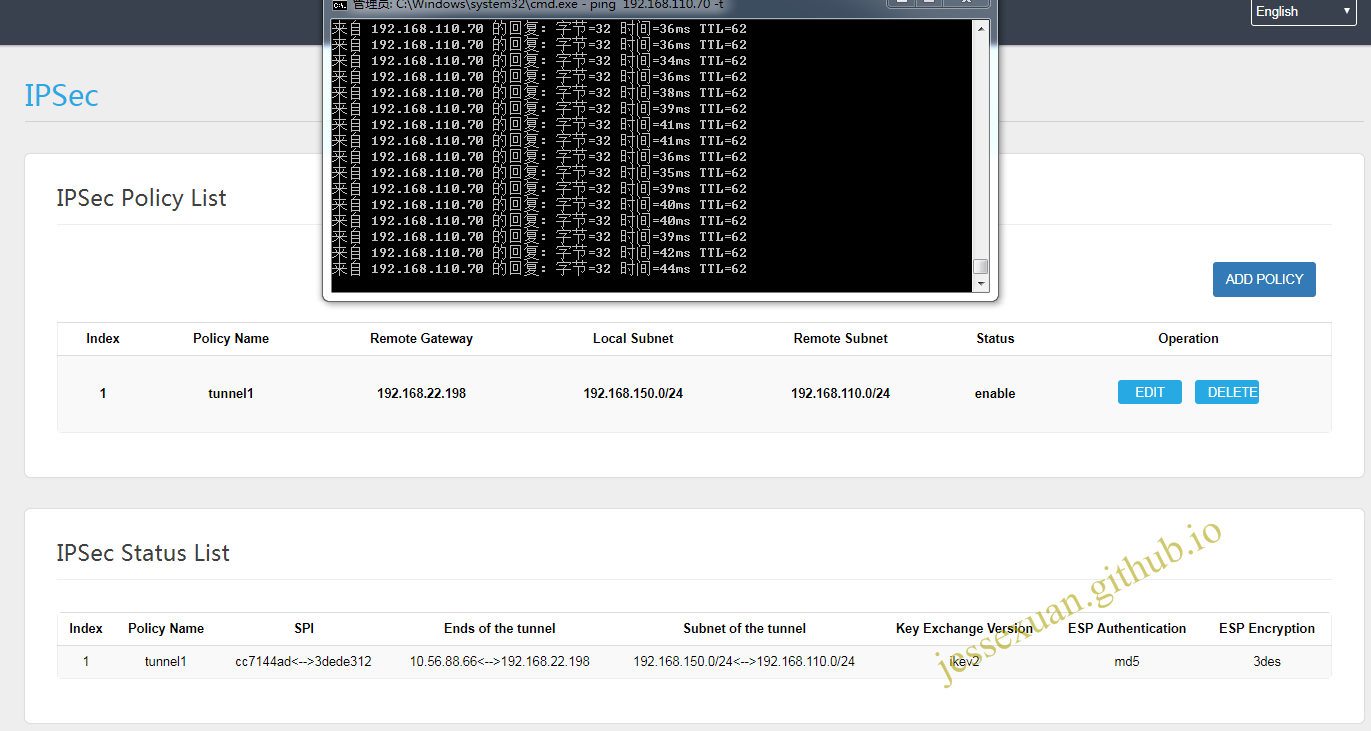 管理员: C:\Windows\system32\cmd.exe - ping 192.168.110.70 -t
English
来自 192.168.110.70 的回复: 字节=32 时间=36ms TTL=62
来自 192.168.110.70 的回复: 字节=32 时间=36ms TTL=62
来自 192.168.110.70 的回复: 字节=32 时间=34ms TTL=62
来自 192.168.110.70 的回复: 字节=32 时间=36ms TTL=62
来自 192.168.110.70 的回复: 字节=32 时间=38ms TTL=62
来自 192.168.110.70 的回复: 字节=32 时间=39ms TTL=62
来自 192.168.110.70 的回复: 字节=32 时间=41ms TTL=62
来自 192.168.110.70 的回复: 字节=32 时间=41ms TTL=62
来自 192.168.110.70 的回复: 字节=32 时间=36ms TTL=62
来自 192.168.110.70 的回复: 字节=32 时间=35ms TTL=62
来自 192.168.110.70 的回复: 字节=32 时间=39ms TTL=62
来自 192.168.110.70 的回复: 字节=32 时间=40ms TTL=62
来自 192.168.110.70 的回复: 字节=32 时间=40ms TTL=62
来自 192.168.110.70 的回复: 字节=32 时间=39ms TTL=62
来自 192.168.110.70 的回复: 字节=32 时间=42ms TTL=62
来自 192.168.110.70 的回复: 字节=32 时间=44ms TTL=62
IPSec
IPSec Policy List
ADD POLICY
Index Policy Name Remote Gateway Local Subnet Remote Subnet Status Operation
1 tunnel1 192.168.22.198 192.168.150.0/24 192.168.110.0/24 enable EDIT DELETE
IPSec Status List
Index Policy Name SPI Ends of the tunnel Subnet of the tunnel Key Exchange Version ESP Authentication ESP Encryption
1 tunnel1 cc7144ad<-->3dede312 10.56.88.66<-->192.168.22.198 192.168.150.0/24<-->192.168.110.0/24 ikev2 md5 3des
jessexuan.github.io